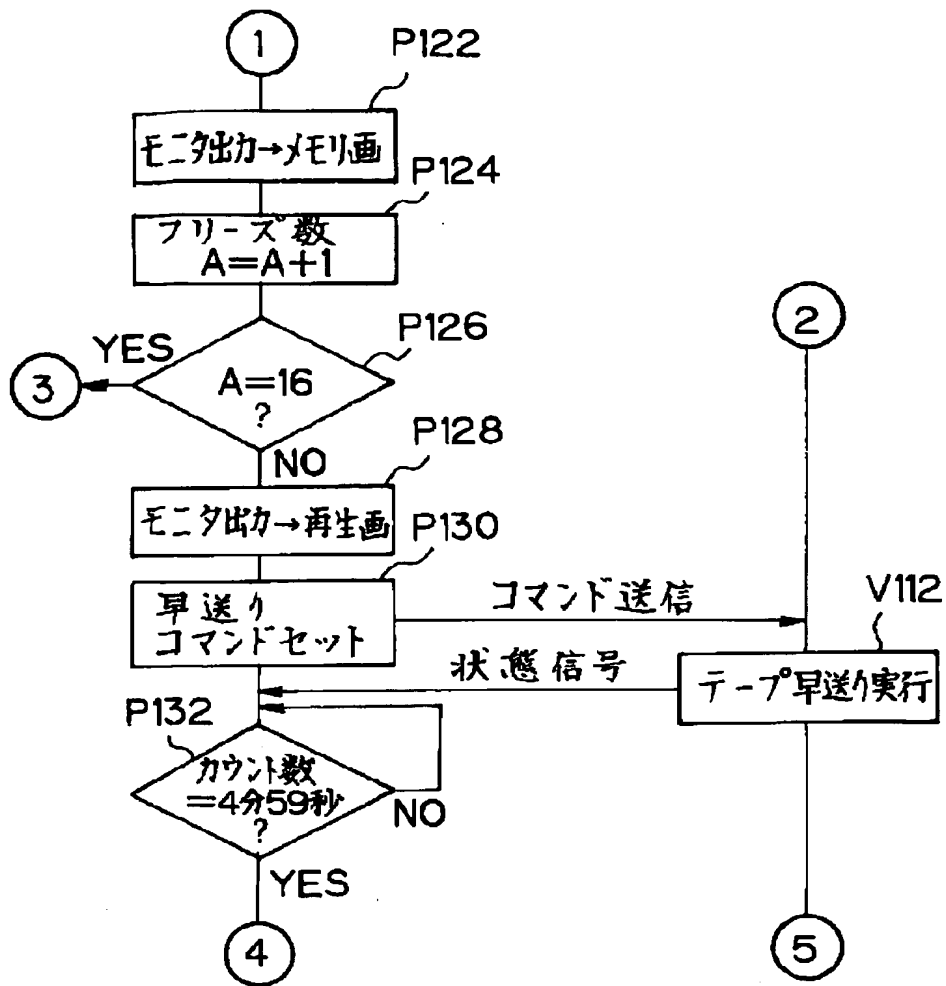 1
P122
モニタ出力→メモリ画
P124
フリーズ数
A=A+1
2
P126
YES
3
A=16
?
P128
NO
モニタ出力→再生画
P130
早送り
コマンドセット
コマンド送信
V112
状態信号
テープ早送り実行
P132
カウント数
=4分59秒
?
NO
YES
4
5